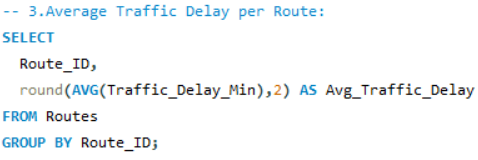 -- 3.Average Traffic Delay per Route:
SELECT
Route_ID,
round(AVG(Traffic_Delay_Min),2) AS Avg_Traffic_Delay
FROM Routes
GROUP BY Route_ID;